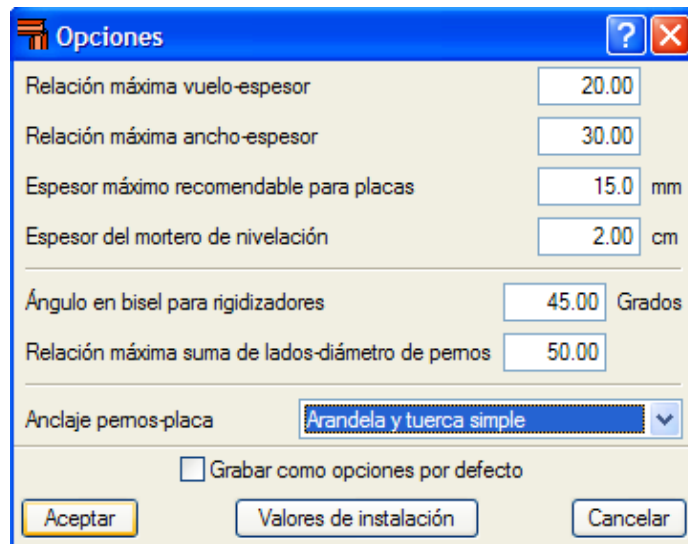 Opciones
Relación máxima vuelo-espesor 20.00
Relación máxima ancho-espesor 30.00
Espesor máximo recomendable para placas 15.0 mm
Espesor del mortero de nivelación 2.00 cm
Ángulo en bisel para rigidizadores 45.00 Grados
Relación máxima suma de lados-diámetro de pernos 50.00
Anclaje pernos-placa Arandela y tuerca simple
Grabar como opciones por defecto
Aceptar Valores de instalación Cancelar